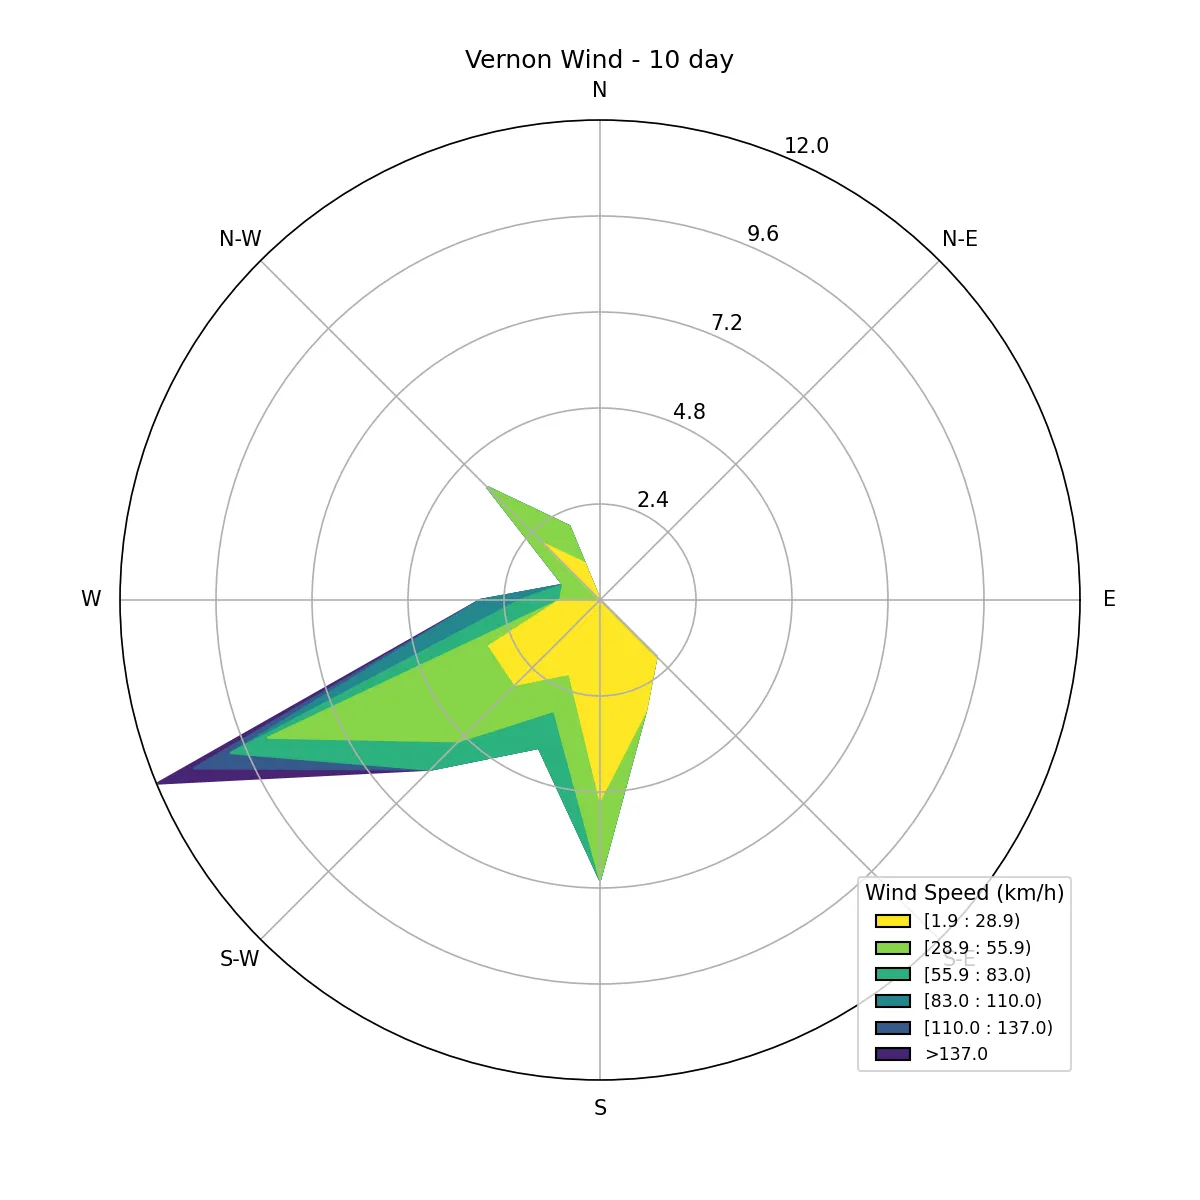 Vernon Wind - 10 day
N
12.0
N-W
9.6
N-E
7.2
4.8
2.4
W
E
Wind Speed (km/h)
[1.9 : 28.9)
[28.9 : 55.9)
S-W
S-E
[55.9 : 83.0)
[83.0 : 110.0)
[110.0 : 137.0)
>137.0
S